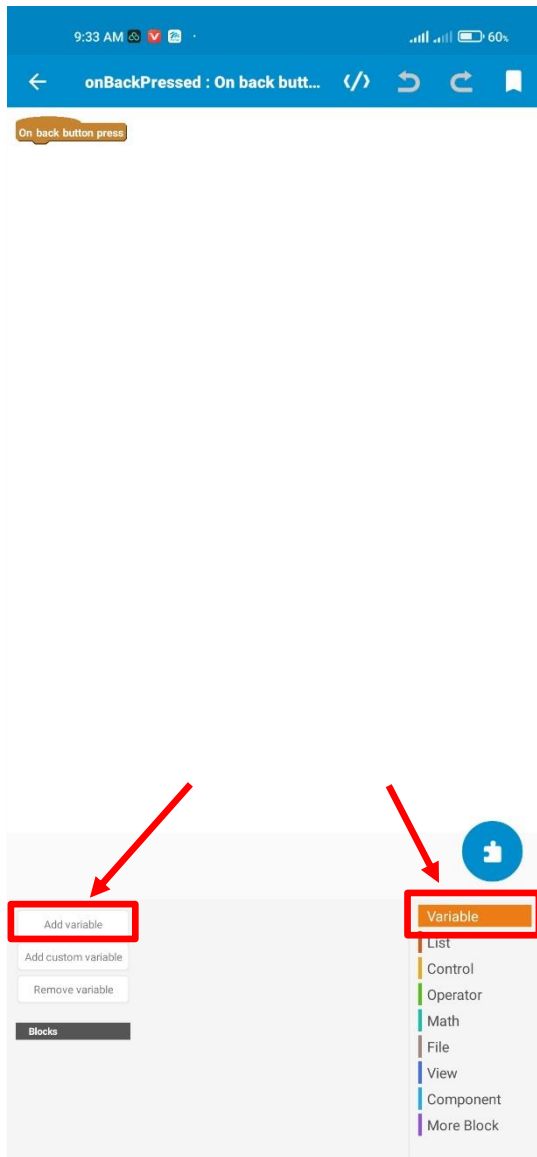 9:33 AM 60%
onBackPressed : On back butt...
On back button press
Add variable
Add custom variable
Remove variable
Blocks
Variable
List
Control
Operator
Math
File
View
Component
More Block